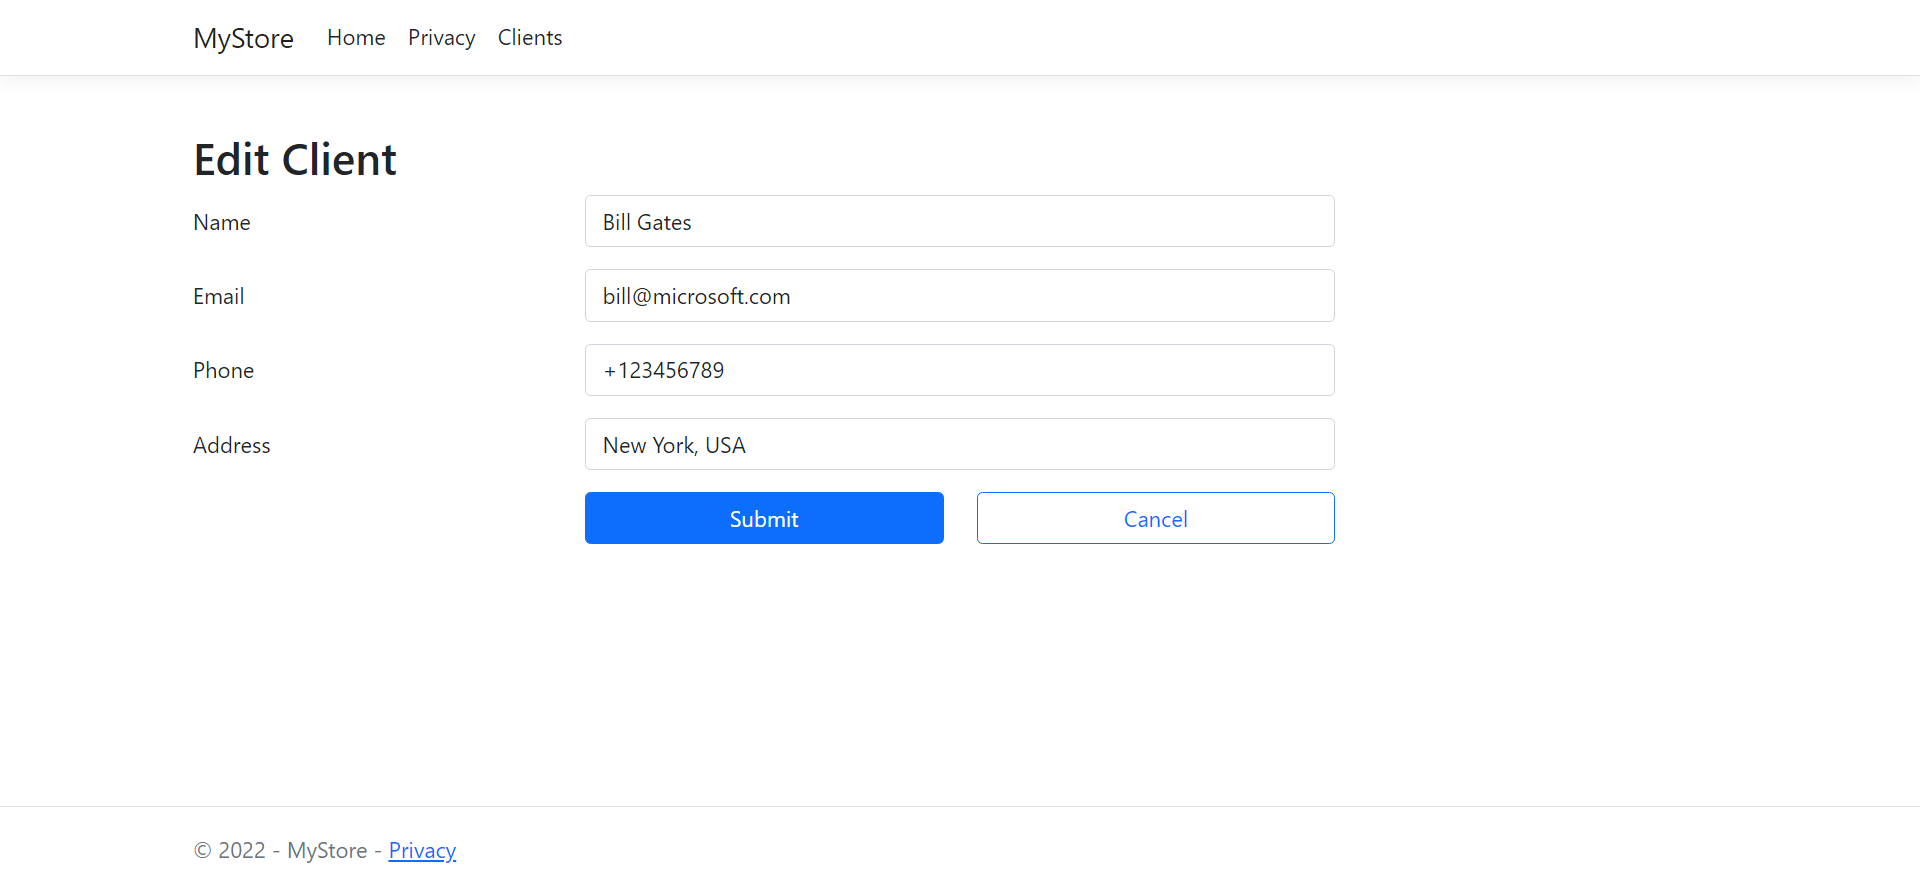 MyStore Home Privacy Clients
Edit Client
Name Bill Gates
Email bill@microsoft.com
Phone +123456789
Address New York, USA
Submit Cancel
© 2022 - MyStore - Privacy